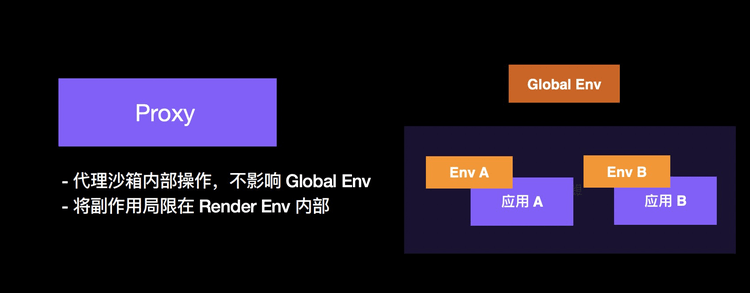 Proxy
- 代理沙箱内部操作，不影响 Global Env
- 将副作用局限在 Render Env 内部
Global Env
Env A
Env B
应用 A
应用 B